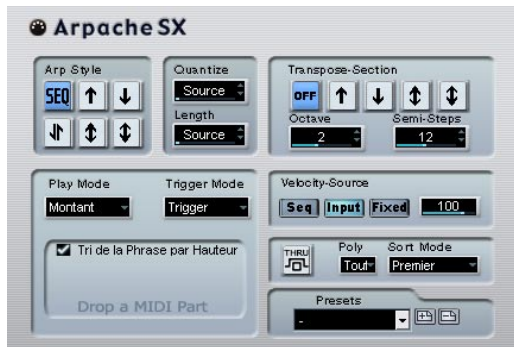 Arpache SX
Arp Style
SEQ
Quantize
Source
Length
Source
Transpose-Section
OFF
Octave
Semi-Steps
2
12
Play Mode
Trigger Mode
Montant
Trigger
Tri de la Phrase par Hauteur
Drop a MIDI Part
Velocity-Source
Seq
Input
Fixed
100
THRU
Poly
Sort Mode
Tout
Premier
Presets
-